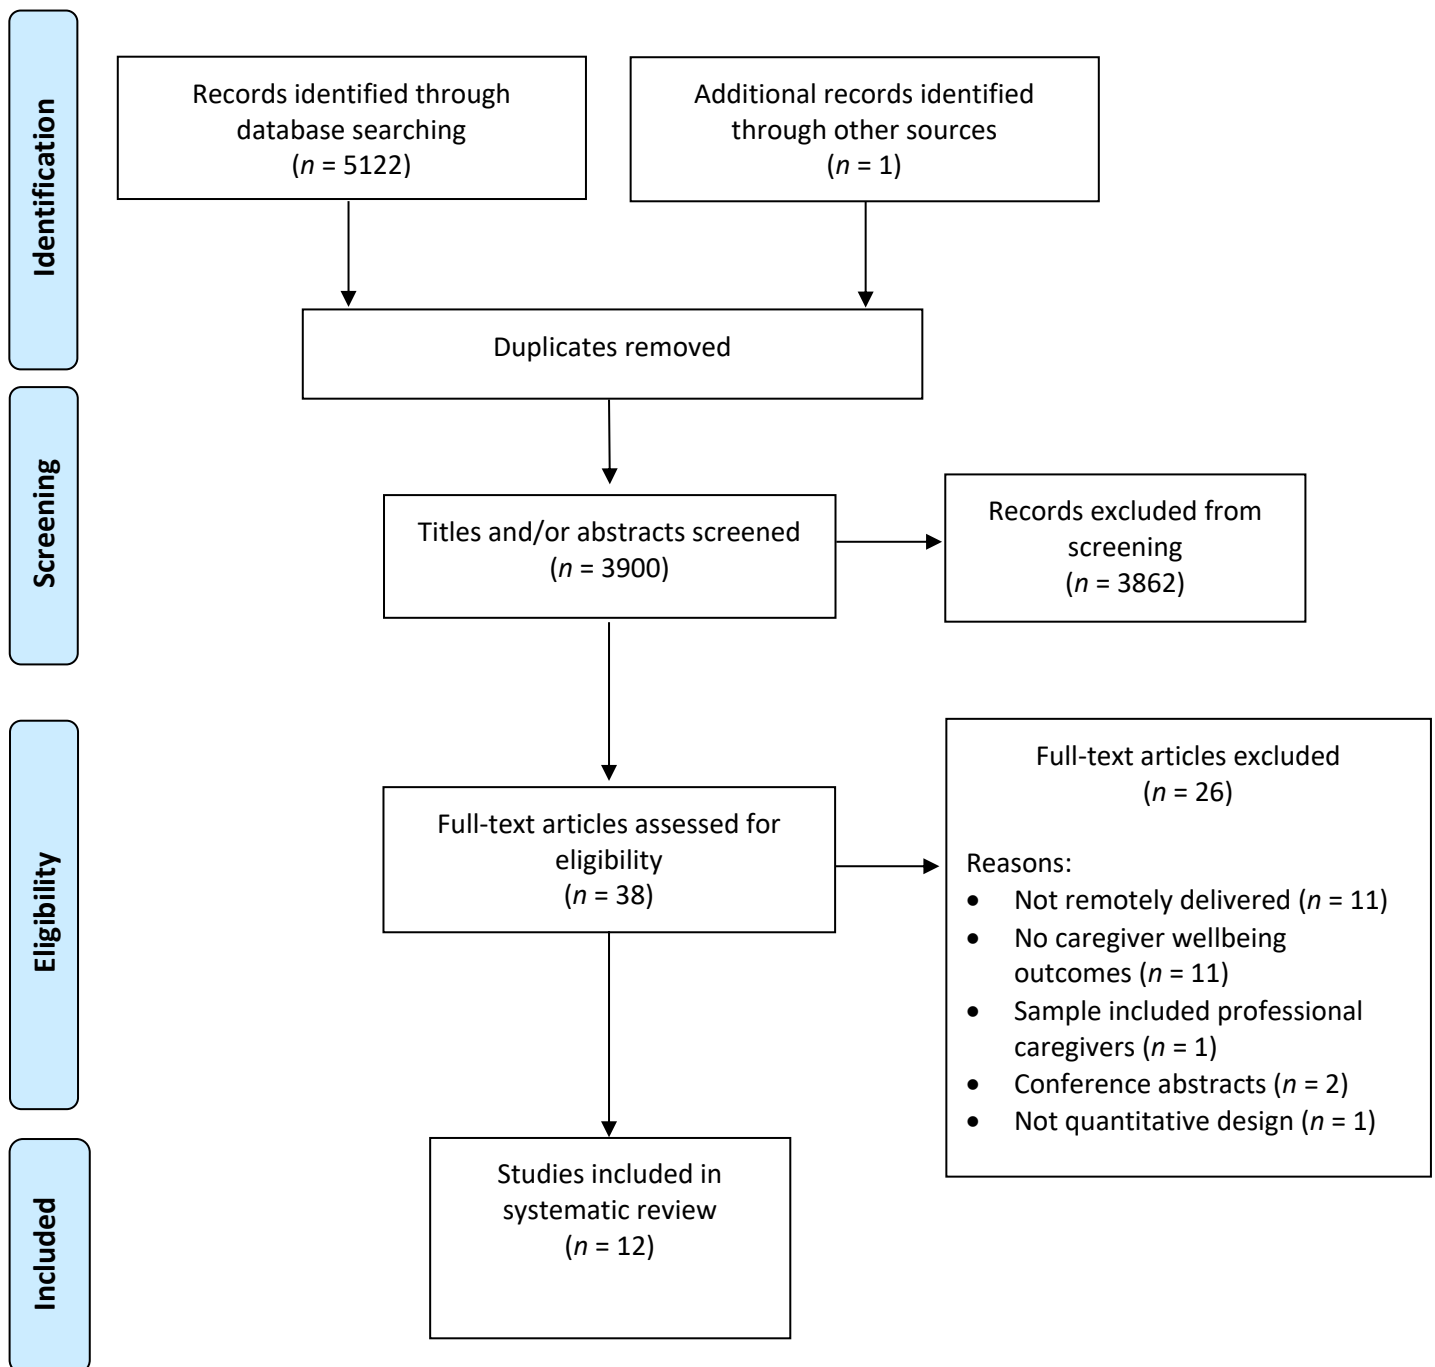 Identification
Records identified through
database searching
(n = 5122)
Additional records identified
through other sources
(n = 1)
Duplicates removed
Screening
Titles and/or abstracts screened
(n = 3900)
Records excluded from
screening
(n = 3862)
Eligibility
Full-text articles assessed for
eligibility
(n = 38)
Full-text articles excluded
(n = 26)
Reasons:
• Not remotely delivered (n = 11)
• No caregiver wellbeing
outcomes (n = 11)
• Sample included professional
caregivers (n = 1)
• Conference abstracts (n = 2)
• Not quantitative design (n = 1)
Included
Studies included in
systematic review
(n = 12)